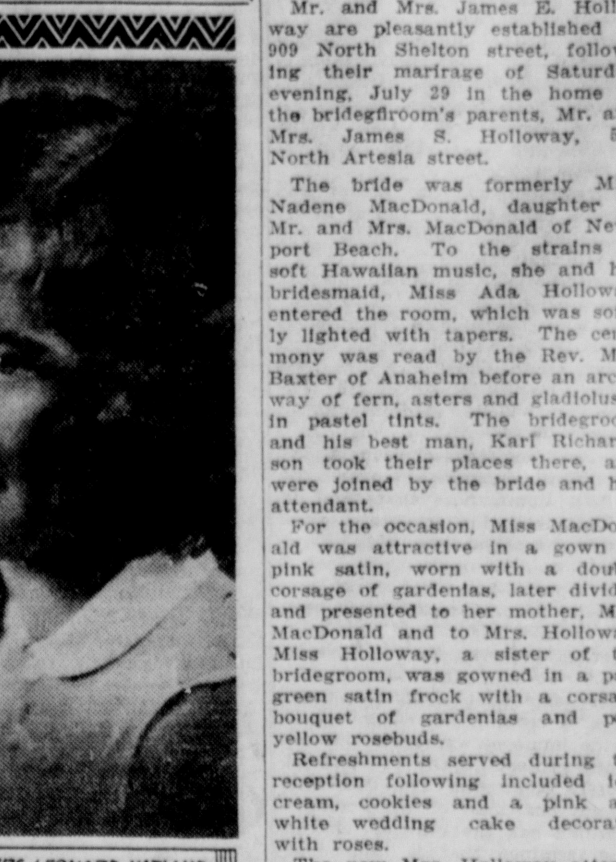 Mr. and Mrs. James E. Holl
way are pleasantly established
909 North Shelton street, follow
ing their marirage of Saturd
evening, July 29 in the home
the bridegfiroom's parents, Mr. a
Mrs. James S. Holloway,
North Artesia street.
The bride was formerly M
Nadene MacDonald, daughter
Mr. and Mrs. MacDonald of Ne
port Beach. To the strains
soft Hawaiian music, she and h
bridesmaid, Miss Ada Hollow
entered the room, which was so
ly lighted with tapers. The cer
mony was read by the Rev. M
Baxter of Anaheim before an arc
way of fern, asters and gladiolus
in pastel tints. The bridegroo
and his best man, Karl Richar
son took their places there, a
were joined by the bride and h
attendant.
For the occasion, Miss MacDo
ald was attractive in a gown
pink satin, worn with a dou
corsage of gardenias, later divid
and presented to her mother, M
MacDonald and to Mrs. Hollow
Miss Holloway, a sister of t
bridegroom, was gowned in a p
green satin frock with a corsa
bouquet of gardenias and p
yellow rosebuds.
Refreshments served during t
reception following included i
cream, cookies and a pink a
white wedding cake decora
with roses.